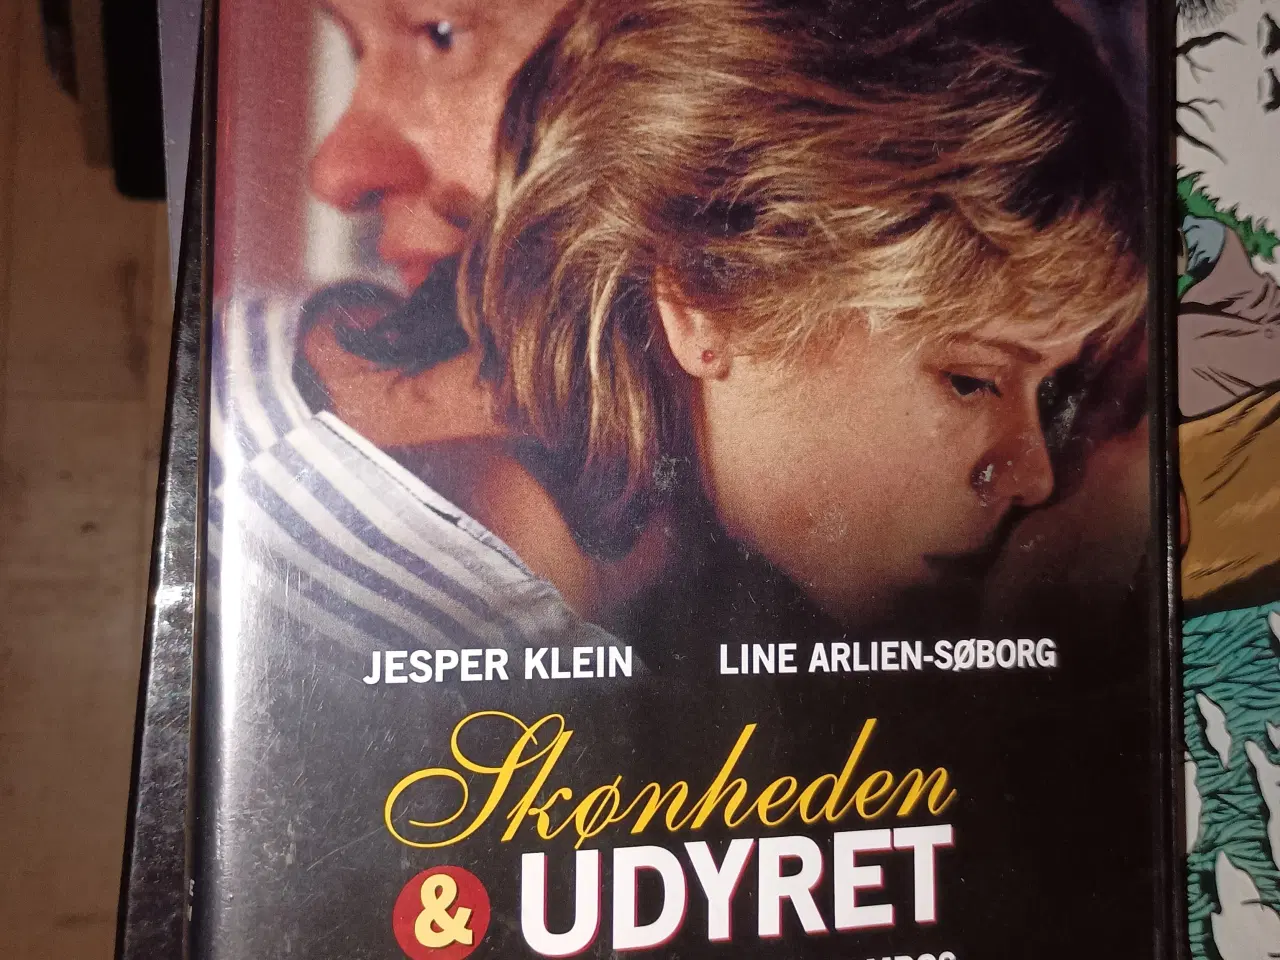 JESPER KLEIN LINE ARLIEN-SØBORG
Skønheden
& UDYRET